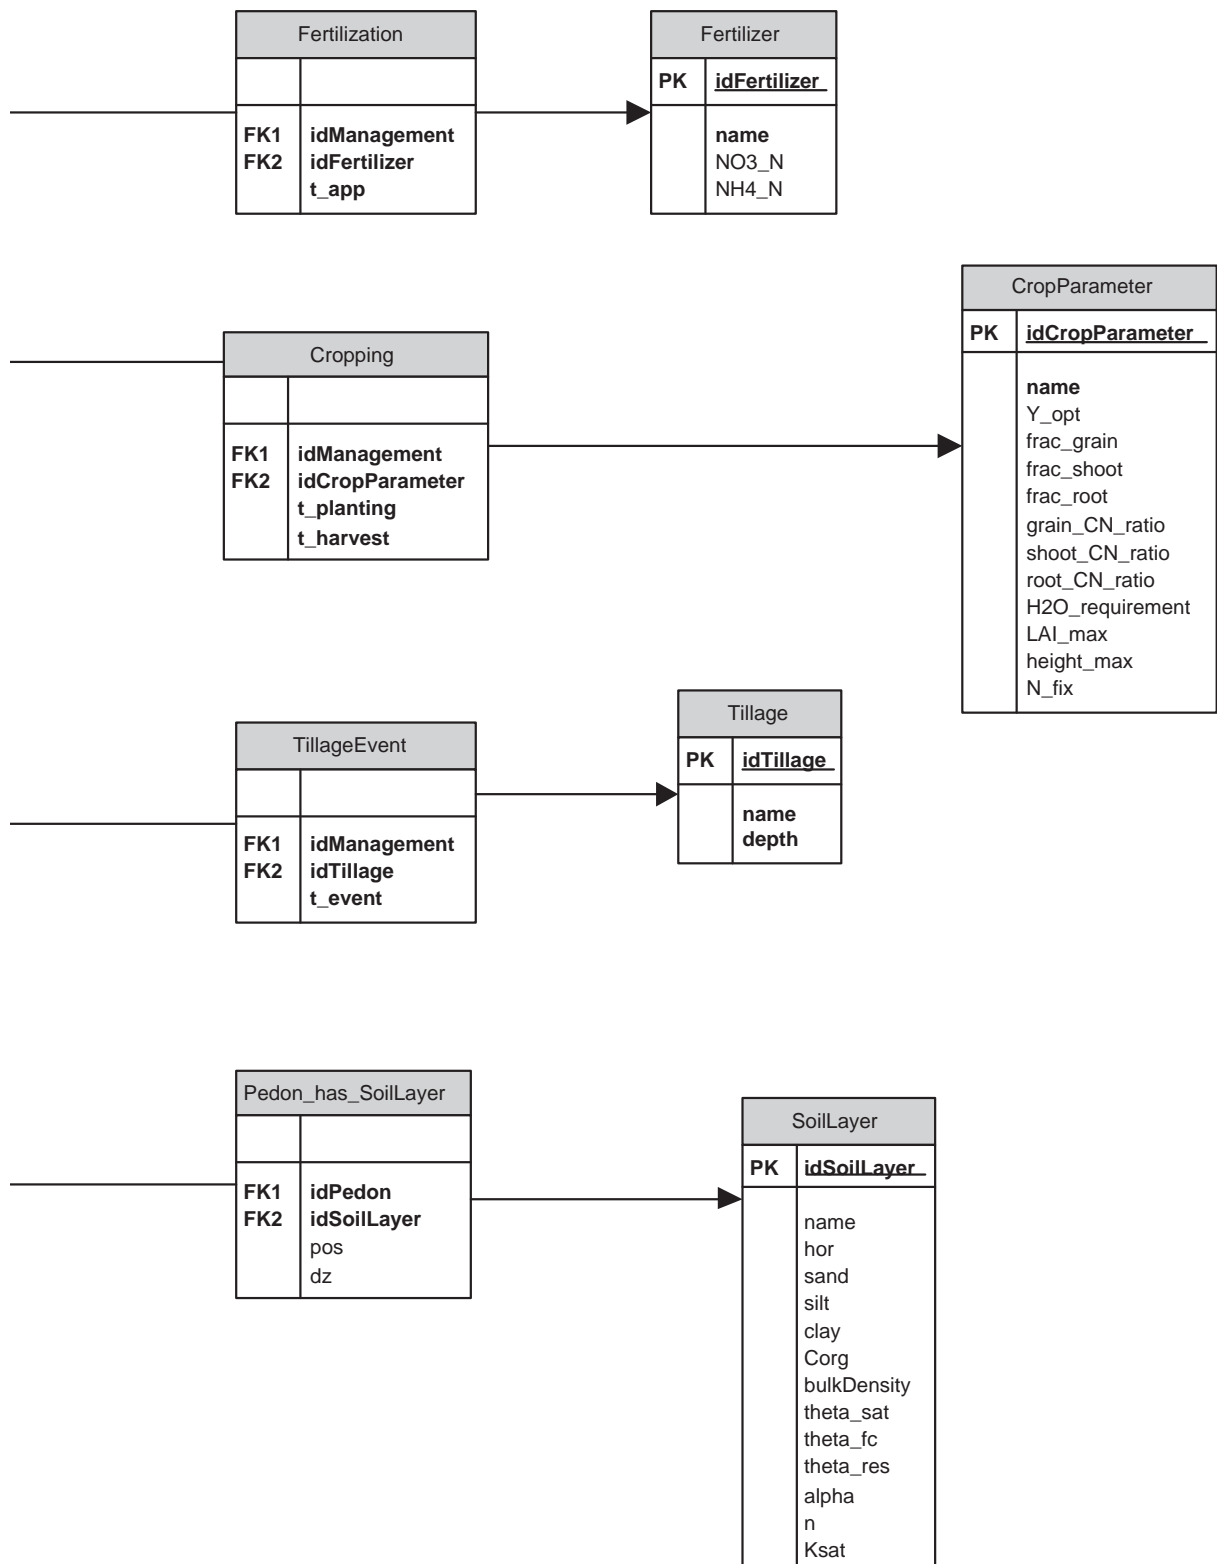 Fertilization
FK1 idManagement
FK2 idFertilizer
t_app
Fertilizer
PK idFertilizer
name
NO3_N
NH4_N
CropParameter
PK idCropParameter
name
Y_opt
frac_grain
frac_shoot
frac_root
grain_CN_ratio
shoot_CN_ratio
root_CN_ratio
H2O_requirement
LAI_max
height_max
N_fix
Cropping
FK1 idManagement
FK2 idCropParameter
t_planting
t_harvest
TillageEvent
FK1 idManagement
FK2 idTillage
t_event
Tillage
PK idTillage
name
depth
Pedon_has_SoilLayer
FK1 idPedon
FK2 idSoilLayer
pos
dz
SoilLayer
PK idSoilLayer
name
hor
sand
silt
clay
Corg
bulkDensity
theta_sat
theta_fc
theta_res
alpha
n
Ksat